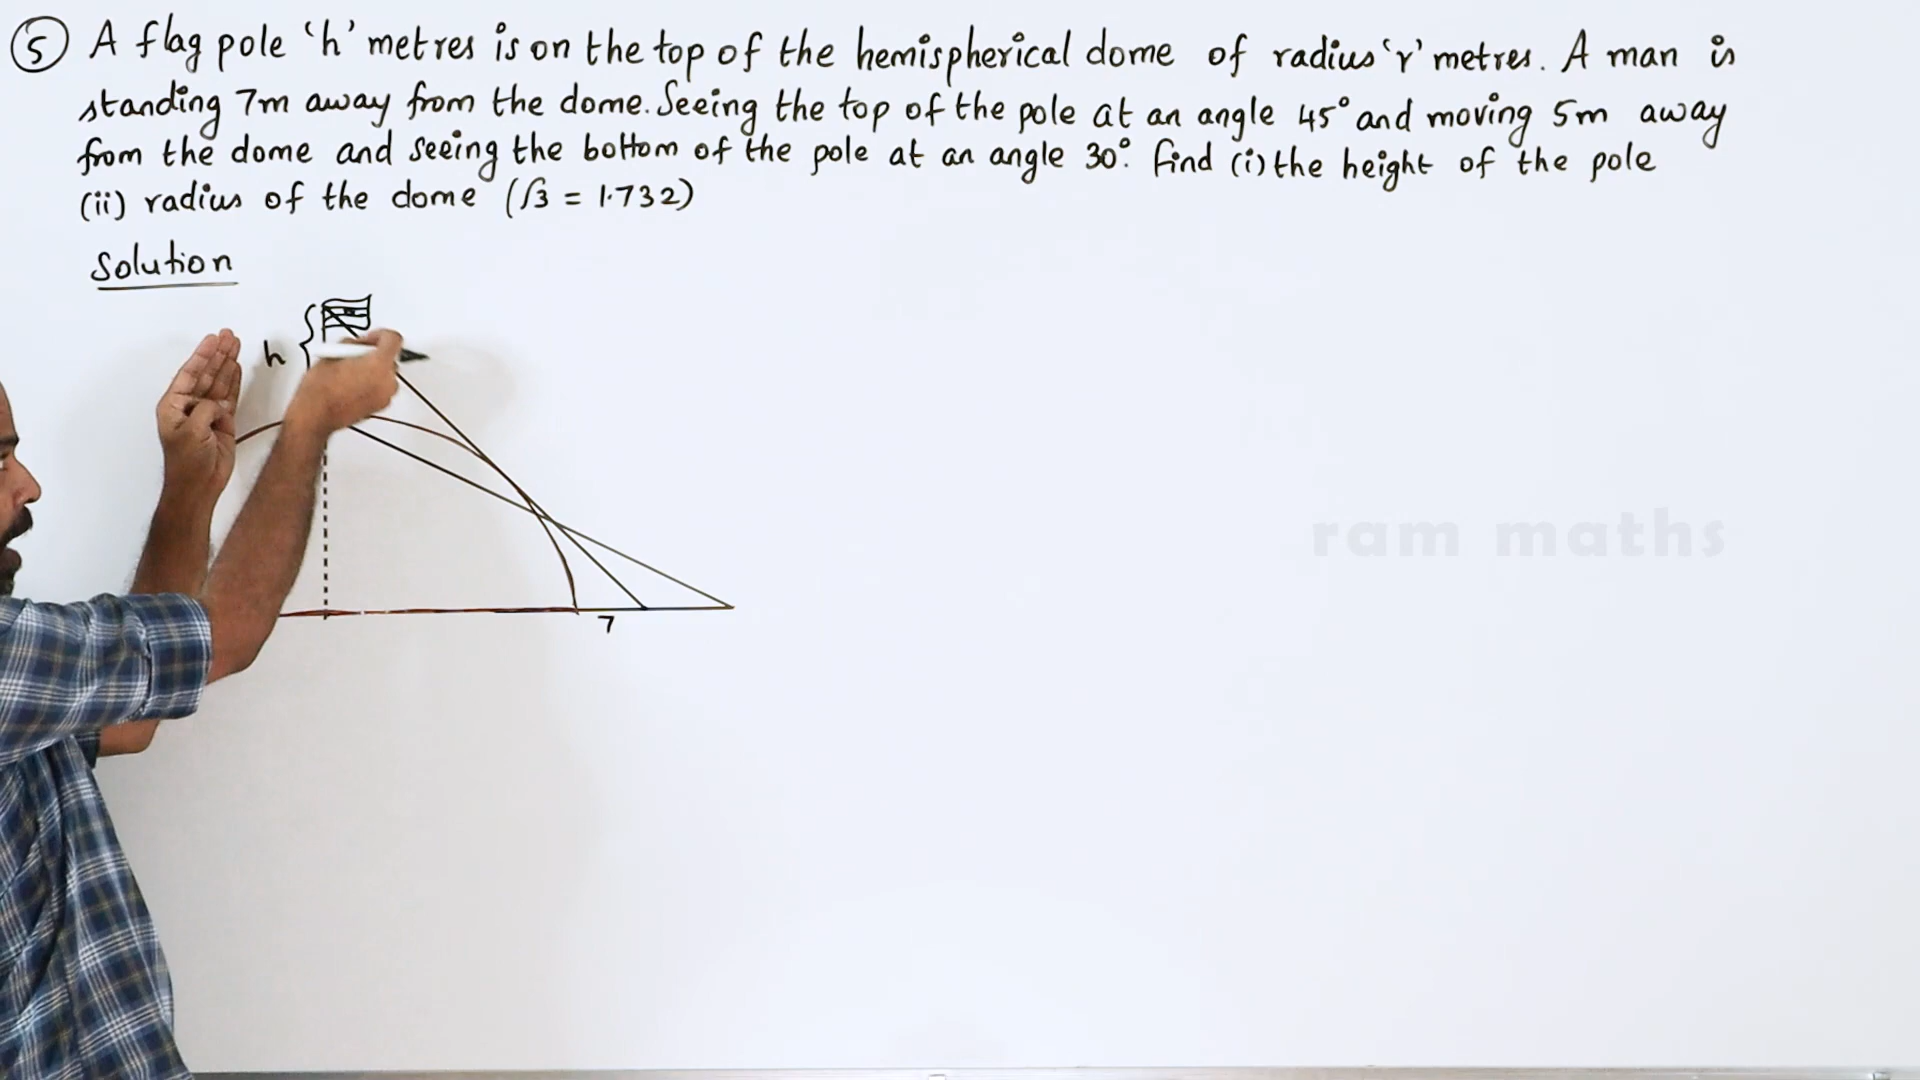 5 A flag pole 'h' metres is on the top of the hemispherical dome of radius 'r' metres. A man is
standing 7m away from the dome. Seeing the top of the pole at an angle 45° and moving 5m away
from the dome and seeing the bottom of the pole at an angle 30°. Find (i) the height of the pole
(ii) radius of the dome (√3 = 1.732)
Solution
h
ram maths
7